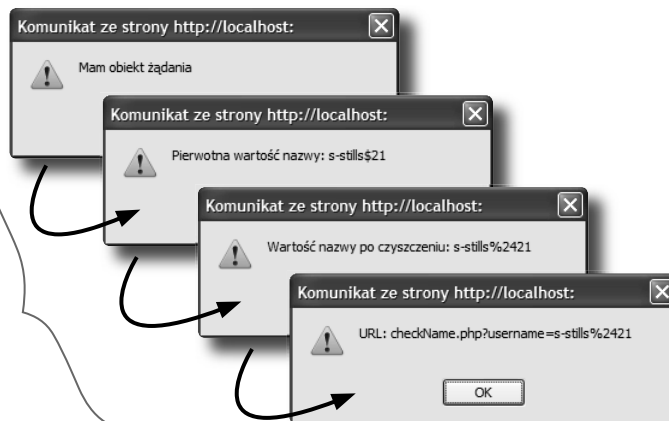 Komunikat ze strony http://localhost:
Mam obiekt żądania
Komunikat ze strony http://localhost:
Pierwotna wartość nazwy: s-stills$21
Komunikat ze strony http://localhost:
Wartość nazwy po czyszczeniu: s-stills%2421
Komunikat ze strony http://localhost:
URL: checkName.php?username=s-stills%2421
OK